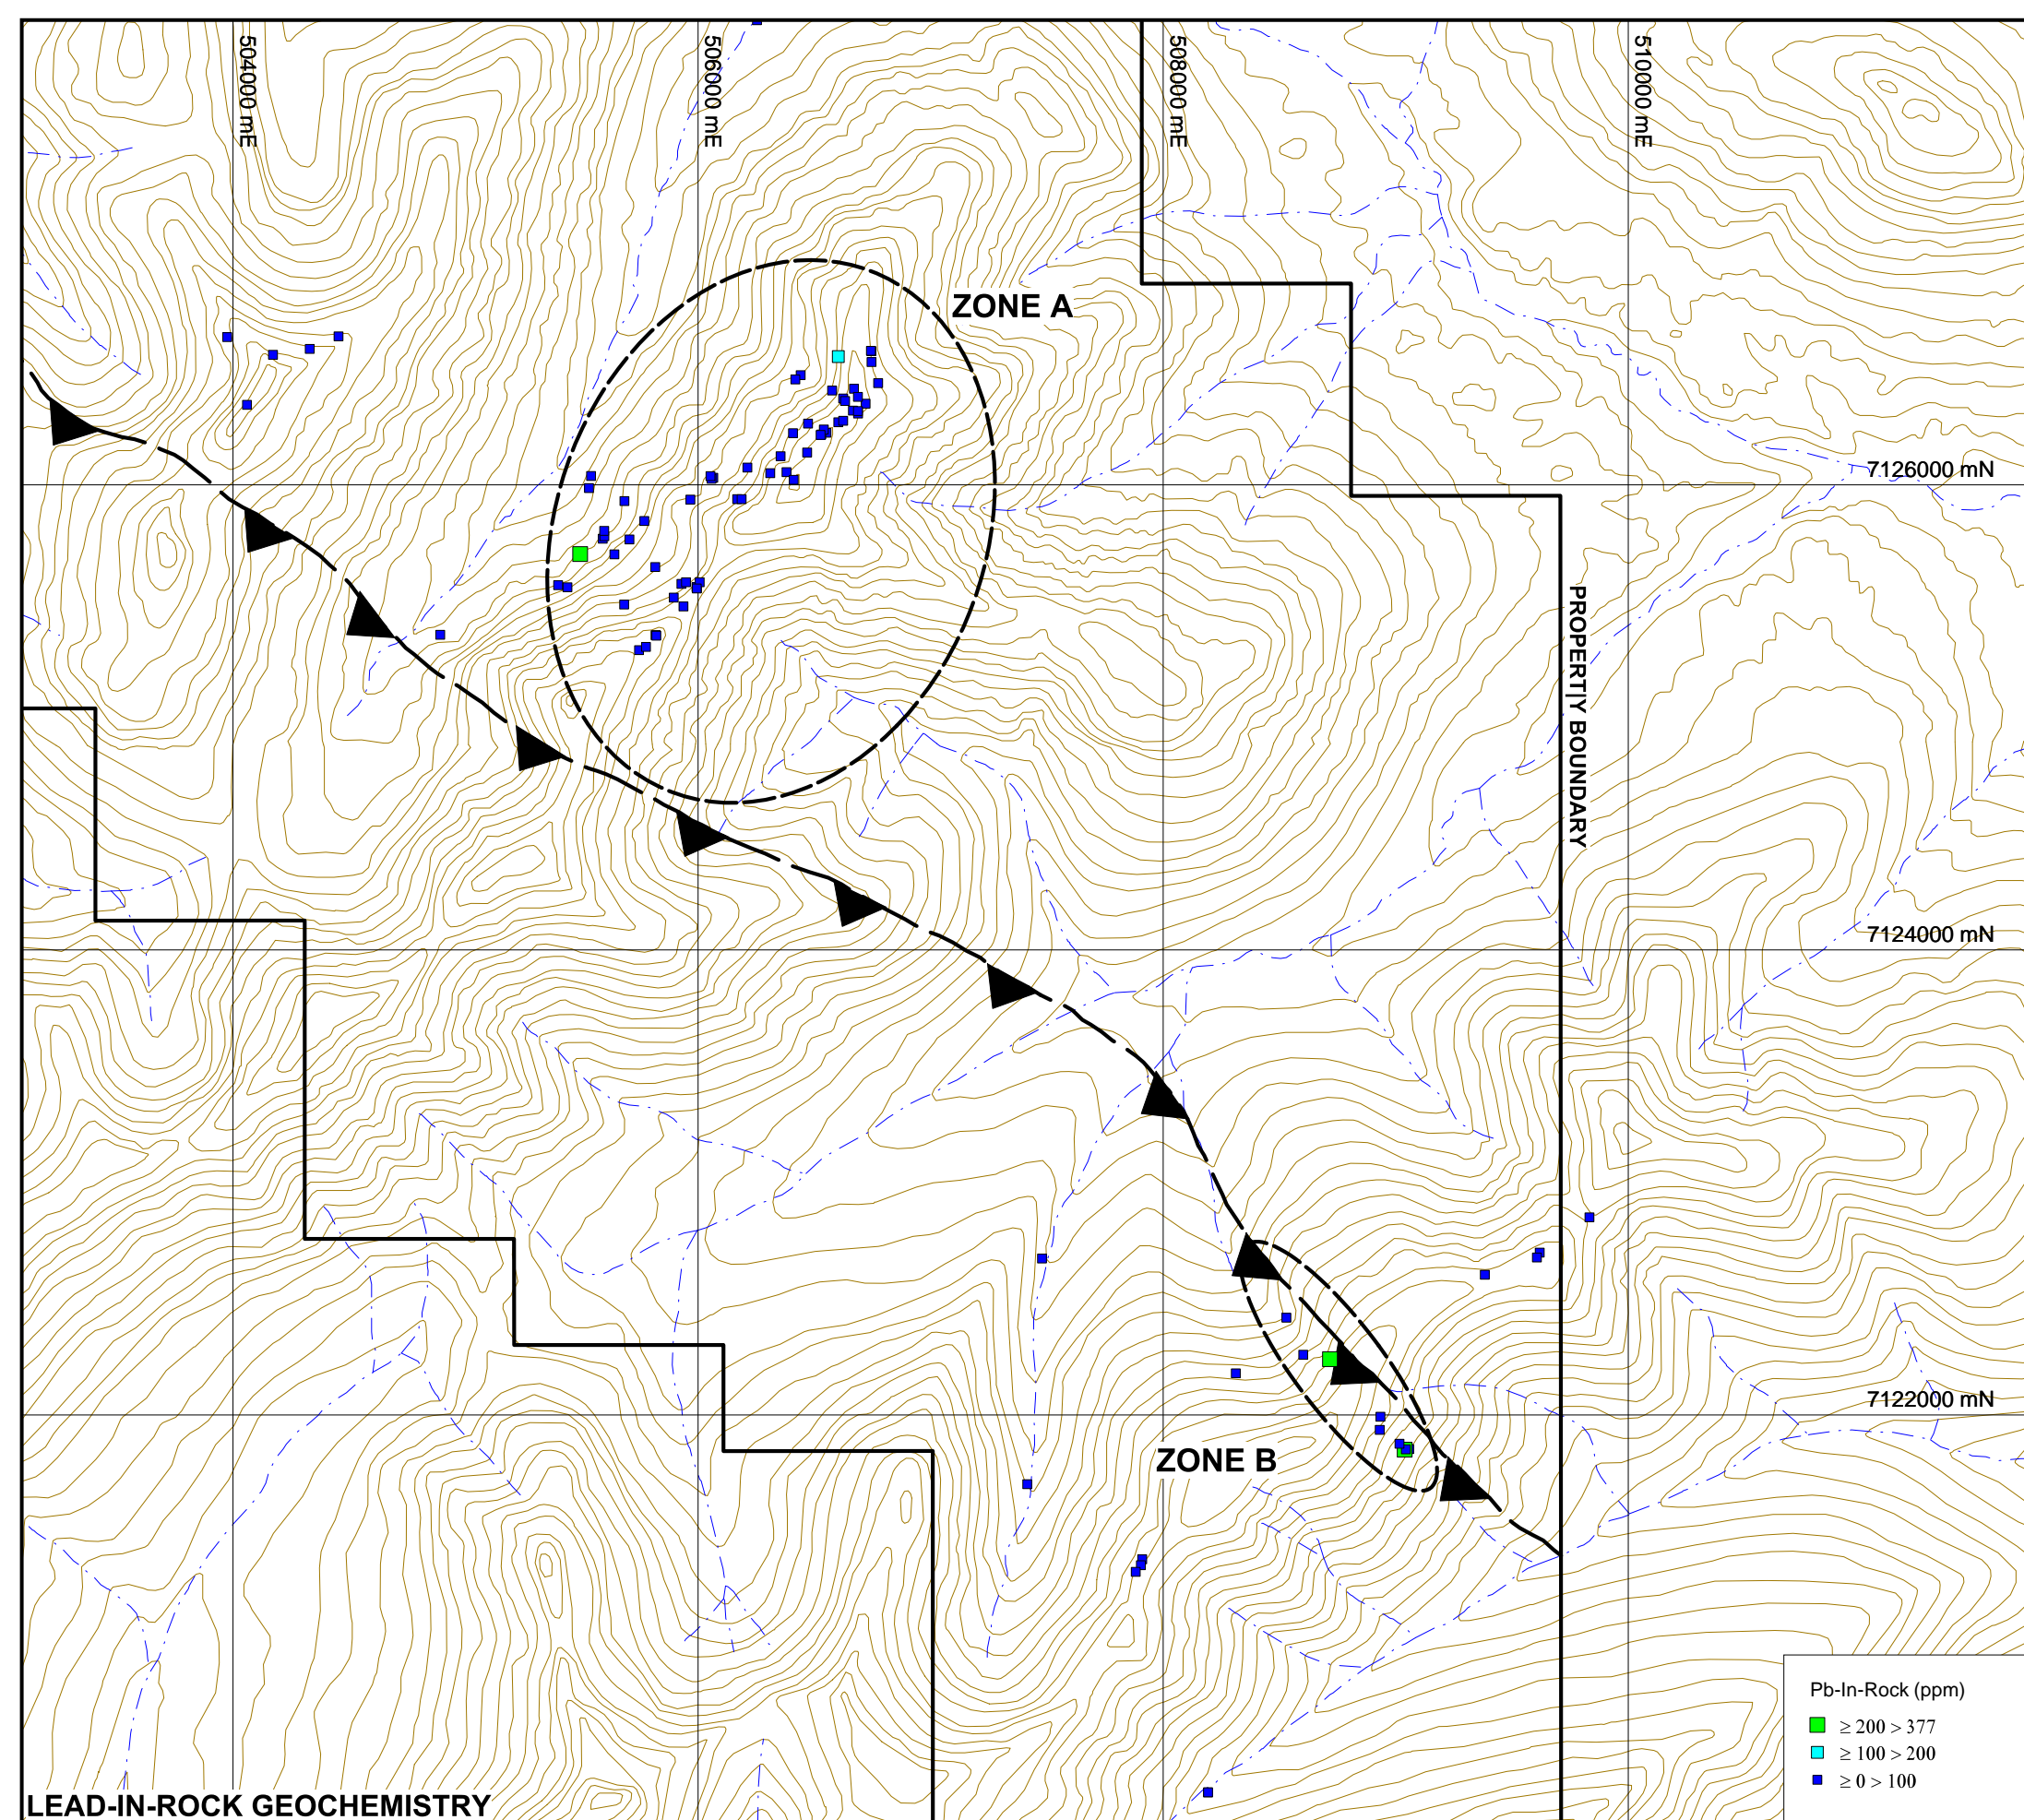 504000 mE
506000 mE
508000 mE
510000 mE
ZONE A
7126000 mN
PROPERTY BOUNDARY
7124000 mN
7122000 mN
ZONE B
Pb-In-Rock (ppm)
≥ 200 > 377
≥ 100 > 200
≥ 0 > 100
LEAD-IN-ROCK GEOCHEMISTRY